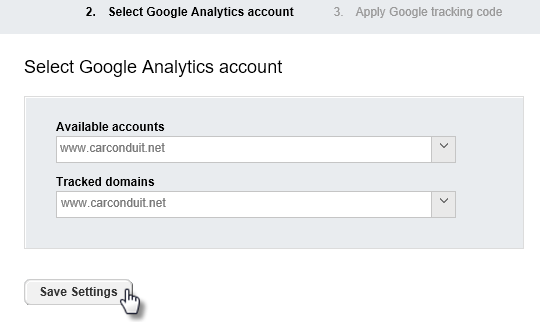 2. Select Google Analytics account 3. Apply Google tracking code
Select Google Analytics account
Available accounts
www.carconduit.net
Tracked domains
www.carconduit.net
Save Settings